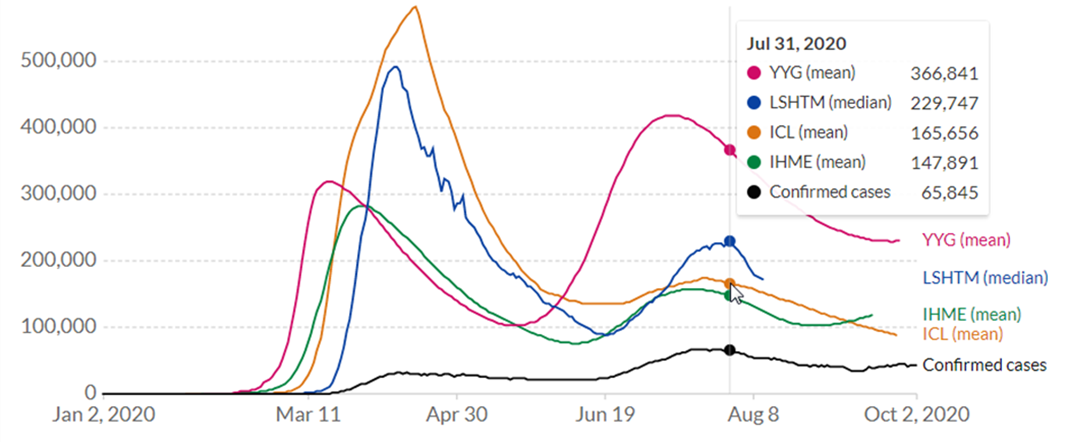 500,000
400,000
300,000
200,000
100,000
0
Jan 2, 2020
Mar 11
Apr 30
Jun 19
Aug 8
Oct 2, 2020
Jul 31, 2020
YYG (mean) 366,841
LSHTM (median) 229,747
ICL (mean) 165,656
IHME (mean) 147,891
Confirmed cases 65,845
YYG (mean)
LSHTM (median)
IHME (mean)
ICL (mean)
Confirmed cases